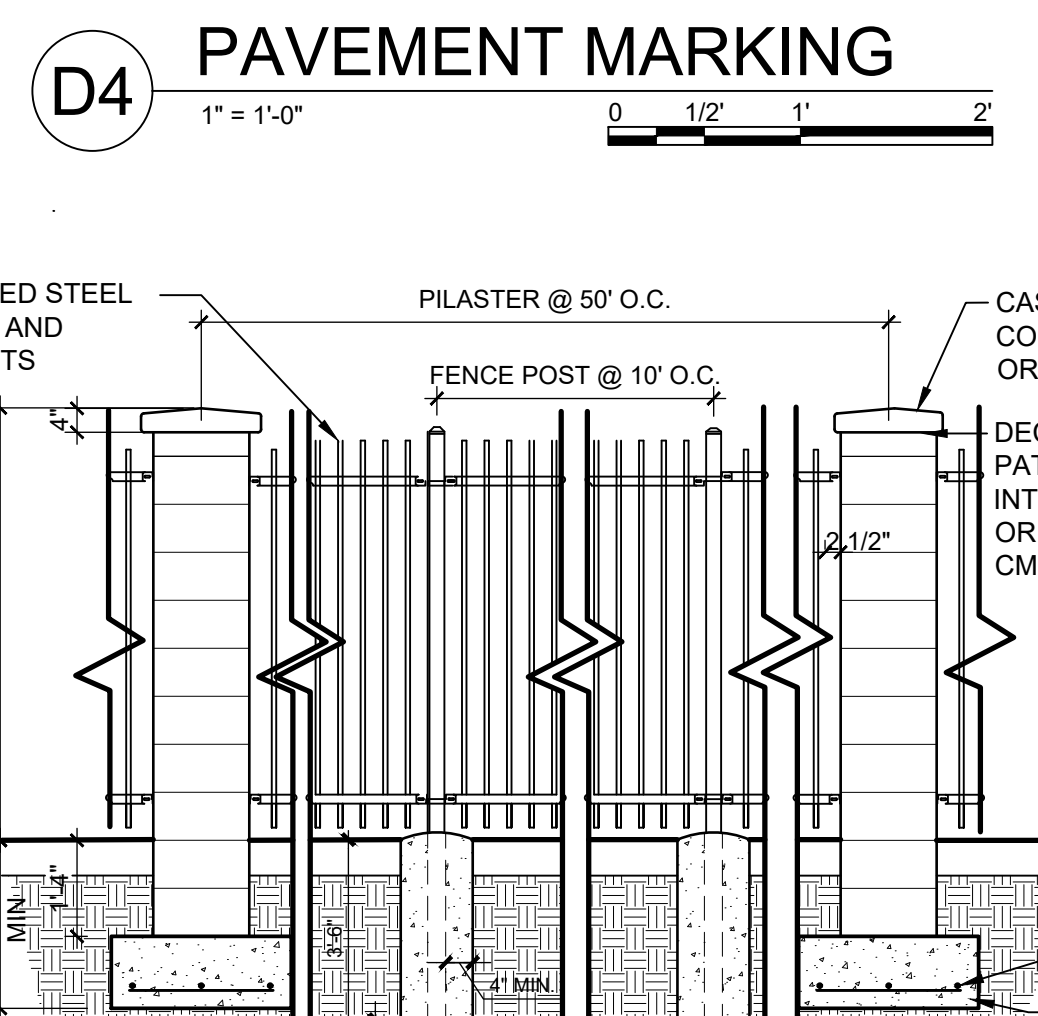 D4
PAVEMENT MARKING
1" = 1'-0"
0 1/2' 1' 2'
ED STEEL
AND
TS
PILASTER @ 50' O.C.
FENCE POST @ 10' O.C.
CAS
CO
OR
4"
DEC
PAT
INT
OR
CM
2 1/2"
1'-4"
MIN
3'-6"
4" MIN.